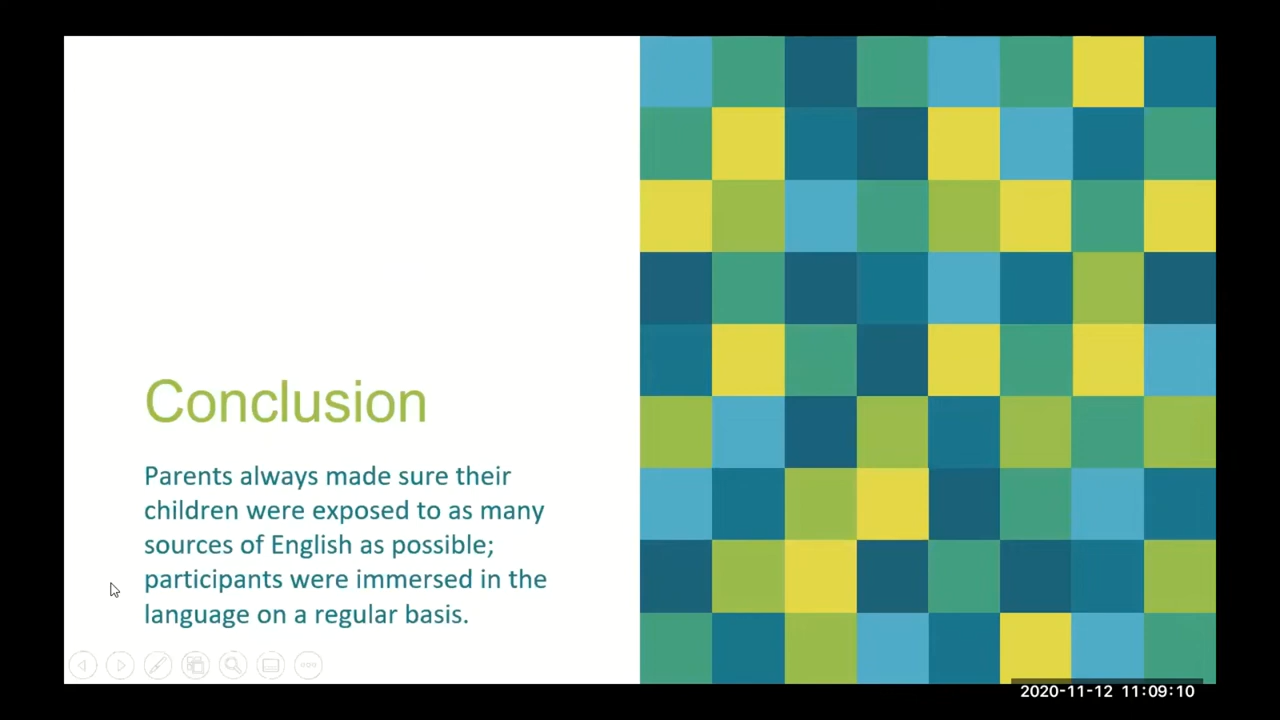 Conclusion
Parents always made sure their
children were exposed to as many
sources of English as possible;
participants were immersed in the
language on a regular basis.
2020-11-12 11:09:10